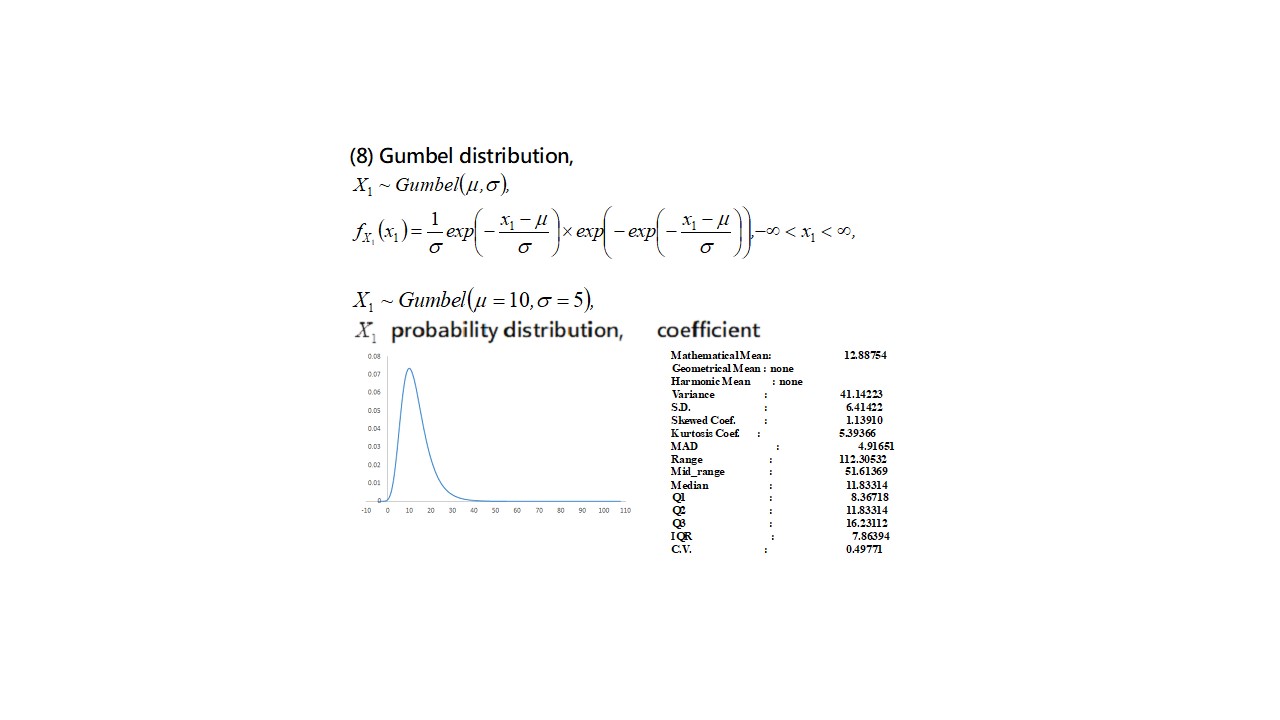 (8) Gumbel distribution,
X₁ ~ Gumbel(μ,σ),
f_{X₁}(x₁) = 1/σ exp(− (x₁ − μ)/σ) × exp(− exp(− (x₁ − μ)/σ)), −∞ < x₁ < ∞,
X₁ ~ Gumbel(μ = 10, σ = 5),
X₁ probability distribution, coefficient
0.08
0.07
0.06
0.05
0.04
0.03
0.02
0.01
0
-10 0 10 20 30 40 50 60 70 80 90 100 110
Mathematical Mean: 12.88754
Geometrical Mean : none
Harmonic Mean : none
Variance : 41.14223
S.D. : 6.41422
Skewed Coef. : 1.13910
Kurtosis Coef. : 5.39366
MAD : 4.91651
Range : 112.30532
Mid_range : 51.61369
Median : 11.83314
Q1 : 8.36718
Q2 : 11.83314
Q3 : 16.23112
IQR : 7.86394
C.V. : 0.49771